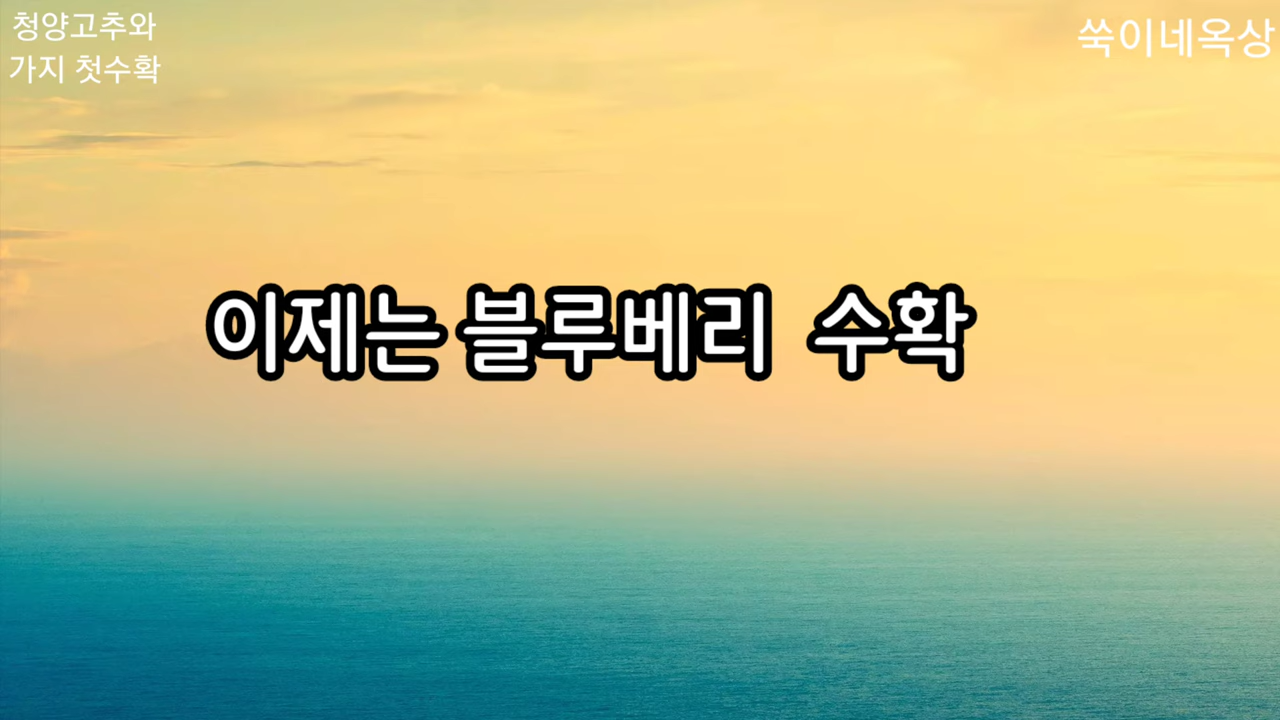 청양고추와
가지 첫수확
쑥이네옥상
이제는 블루베리 수확